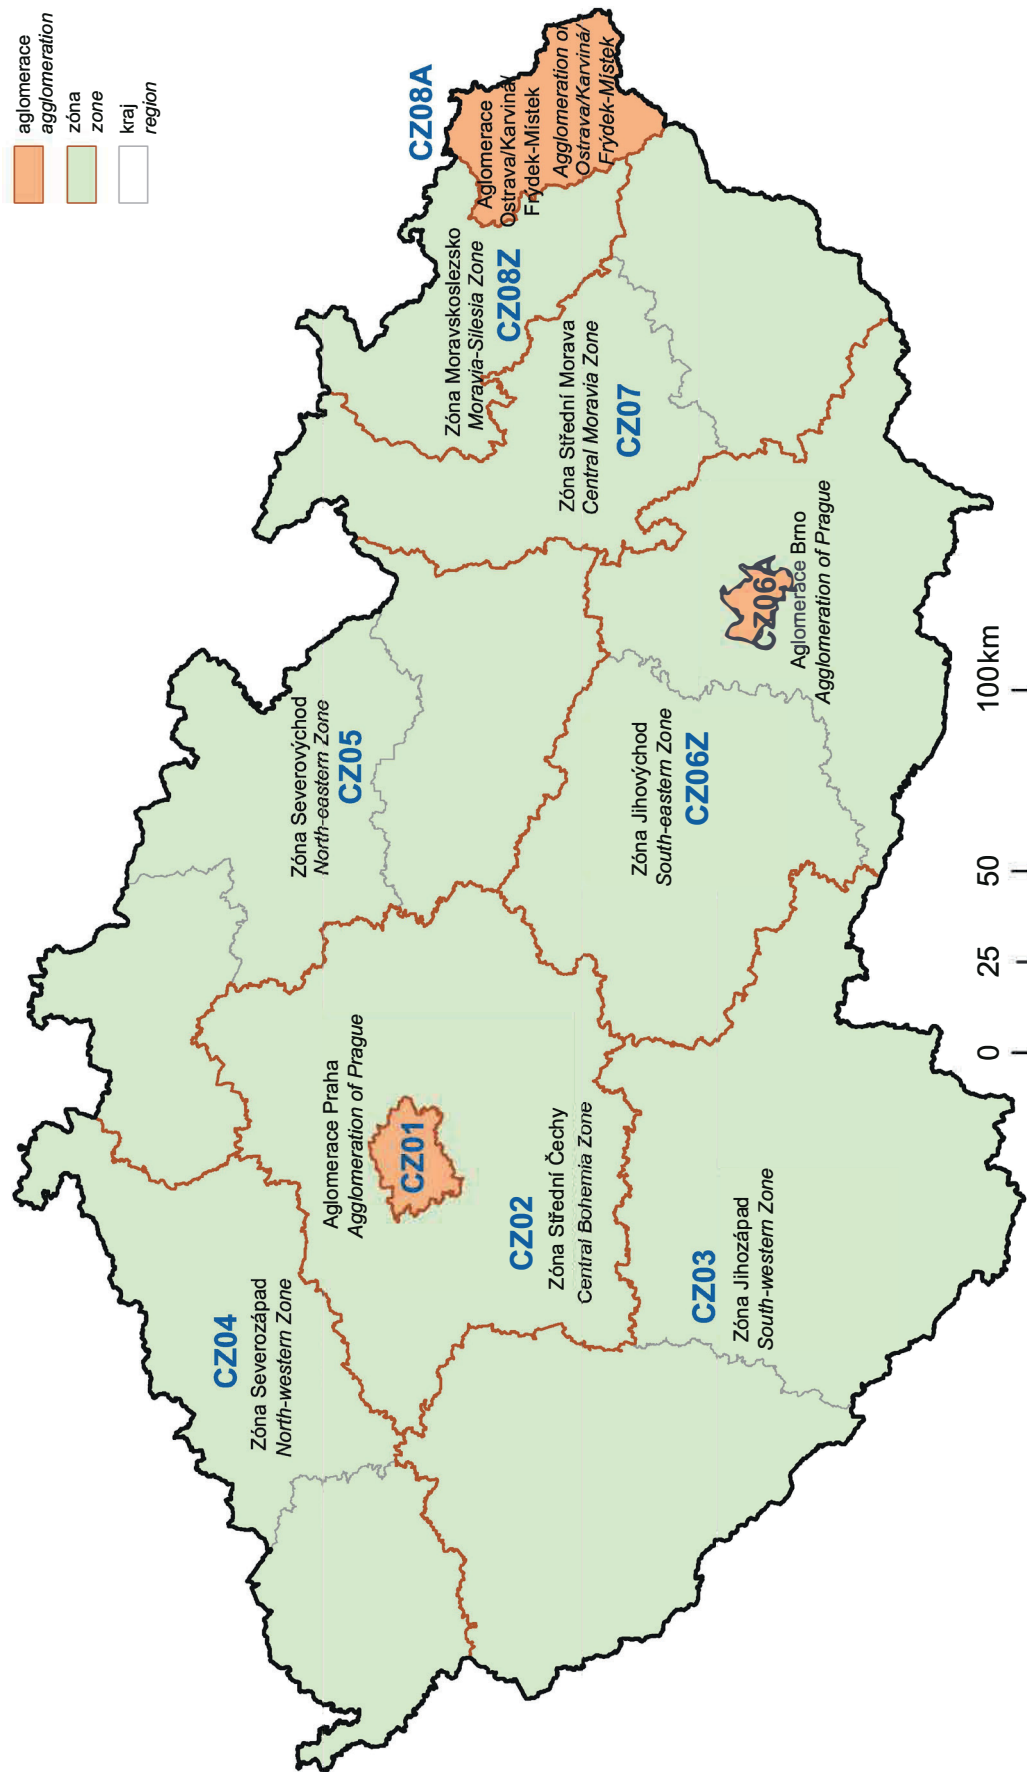 aglomerace
agglomeration
zóna
zone
kraj
region
CZ04
Zóna Severozápad
North-western Zone
Aglomerace Praha
Agglomeration of Prague
CZ01
CZ02
Zóna Střední Čechy
Central Bohemia Zone
CZ03
Zóna Jihozápad
South-western Zone
Zóna Severovýchod
North-eastern Zone
CZ05
Zóna Jihovýchod
South-eastern Zone
CZ06Z
CZ06A
Aglomerace Brno
Agglomeration of Prague
Zóna Střední Morava
Central Moravia Zone
CZ07
Zóna Moravskoslezsko
Moravia-Silesia Zone
CZ08Z
CZ08A
Aglomerace
Ostrava/Karviná/
Frýdek-Místek
Agglomeration of
Ostrava/Karviná/
Frýdek-Místek
0 25 50 100km